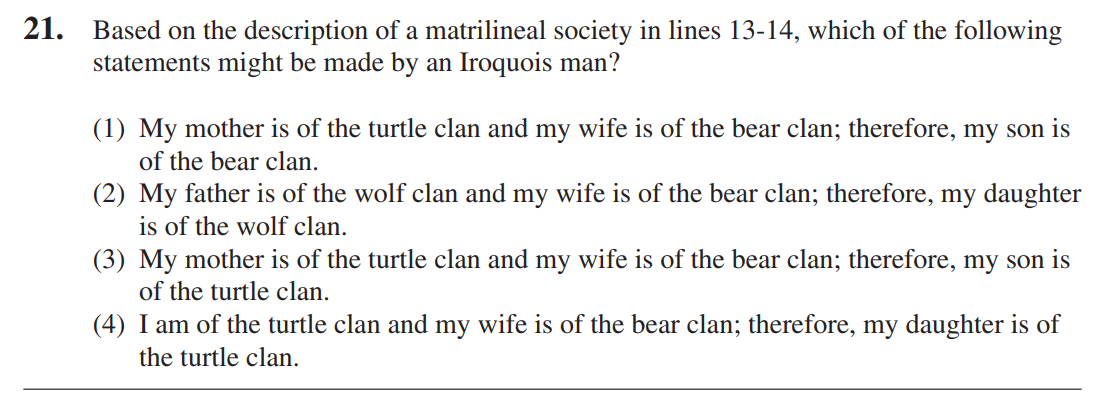 21. Based on the description of a matrilineal society in lines 13-14, which of the following
statements might be made by an Iroquois man?
(1) My mother is of the turtle clan and my wife is of the bear clan; therefore, my son is
of the bear clan.
(2) My father is of the wolf clan and my wife is of the bear clan; therefore, my daughter
is of the wolf clan.
(3) My mother is of the turtle clan and my wife is of the bear clan; therefore, my son is
of the turtle clan.
(4) I am of the turtle clan and my wife is of the bear clan; therefore, my daughter is of
the turtle clan.